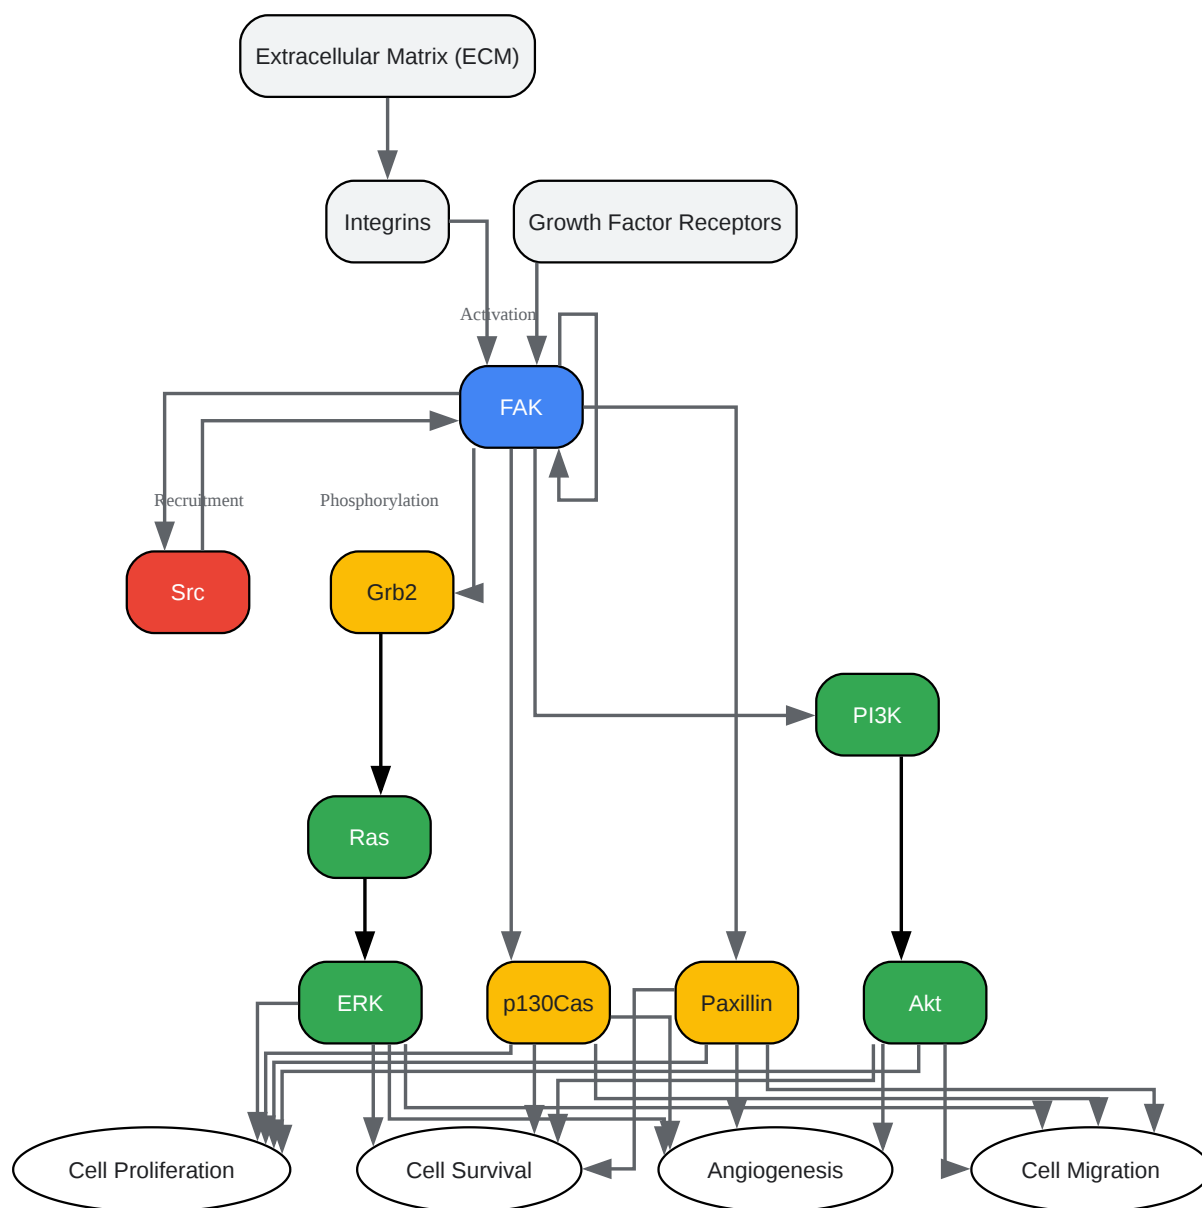 Extracellular Matrix (ECM)
Integrins
Growth Factor Receptors
Activation
FAK
Recruitment
Phosphorylation
Src
Grb2
PI3K
Ras
ERK
p130Cas
Paxillin
Akt
Cell Proliferation
Cell Survival
Angiogenesis
Cell Migration